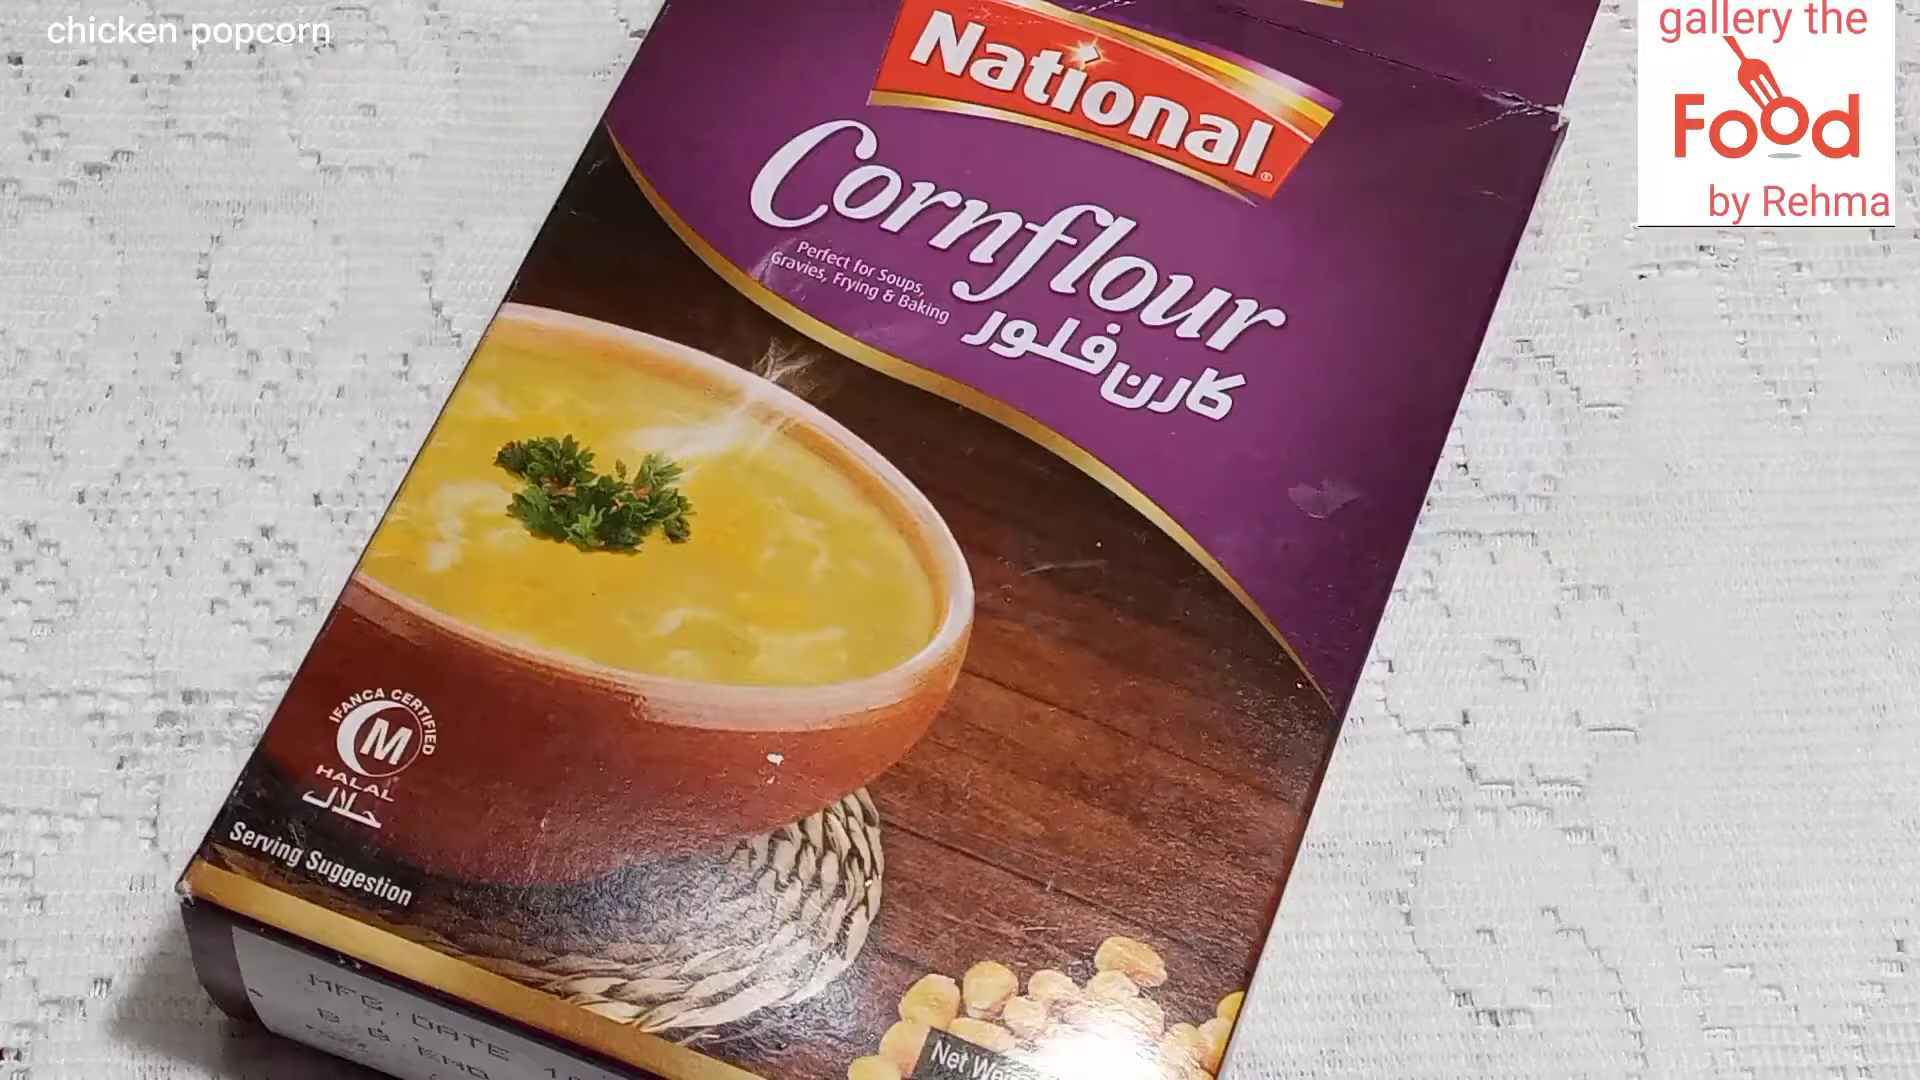 chicken popcorn
gallery the
Food
by Rehma
National
Cornflour
Perfect for Soups,
Gravies, Frying & Baking
کارن فلور
IFANCA CERTIFIED
M
HALAL
حلال
Serving Suggestion
MFG. DATE
Net